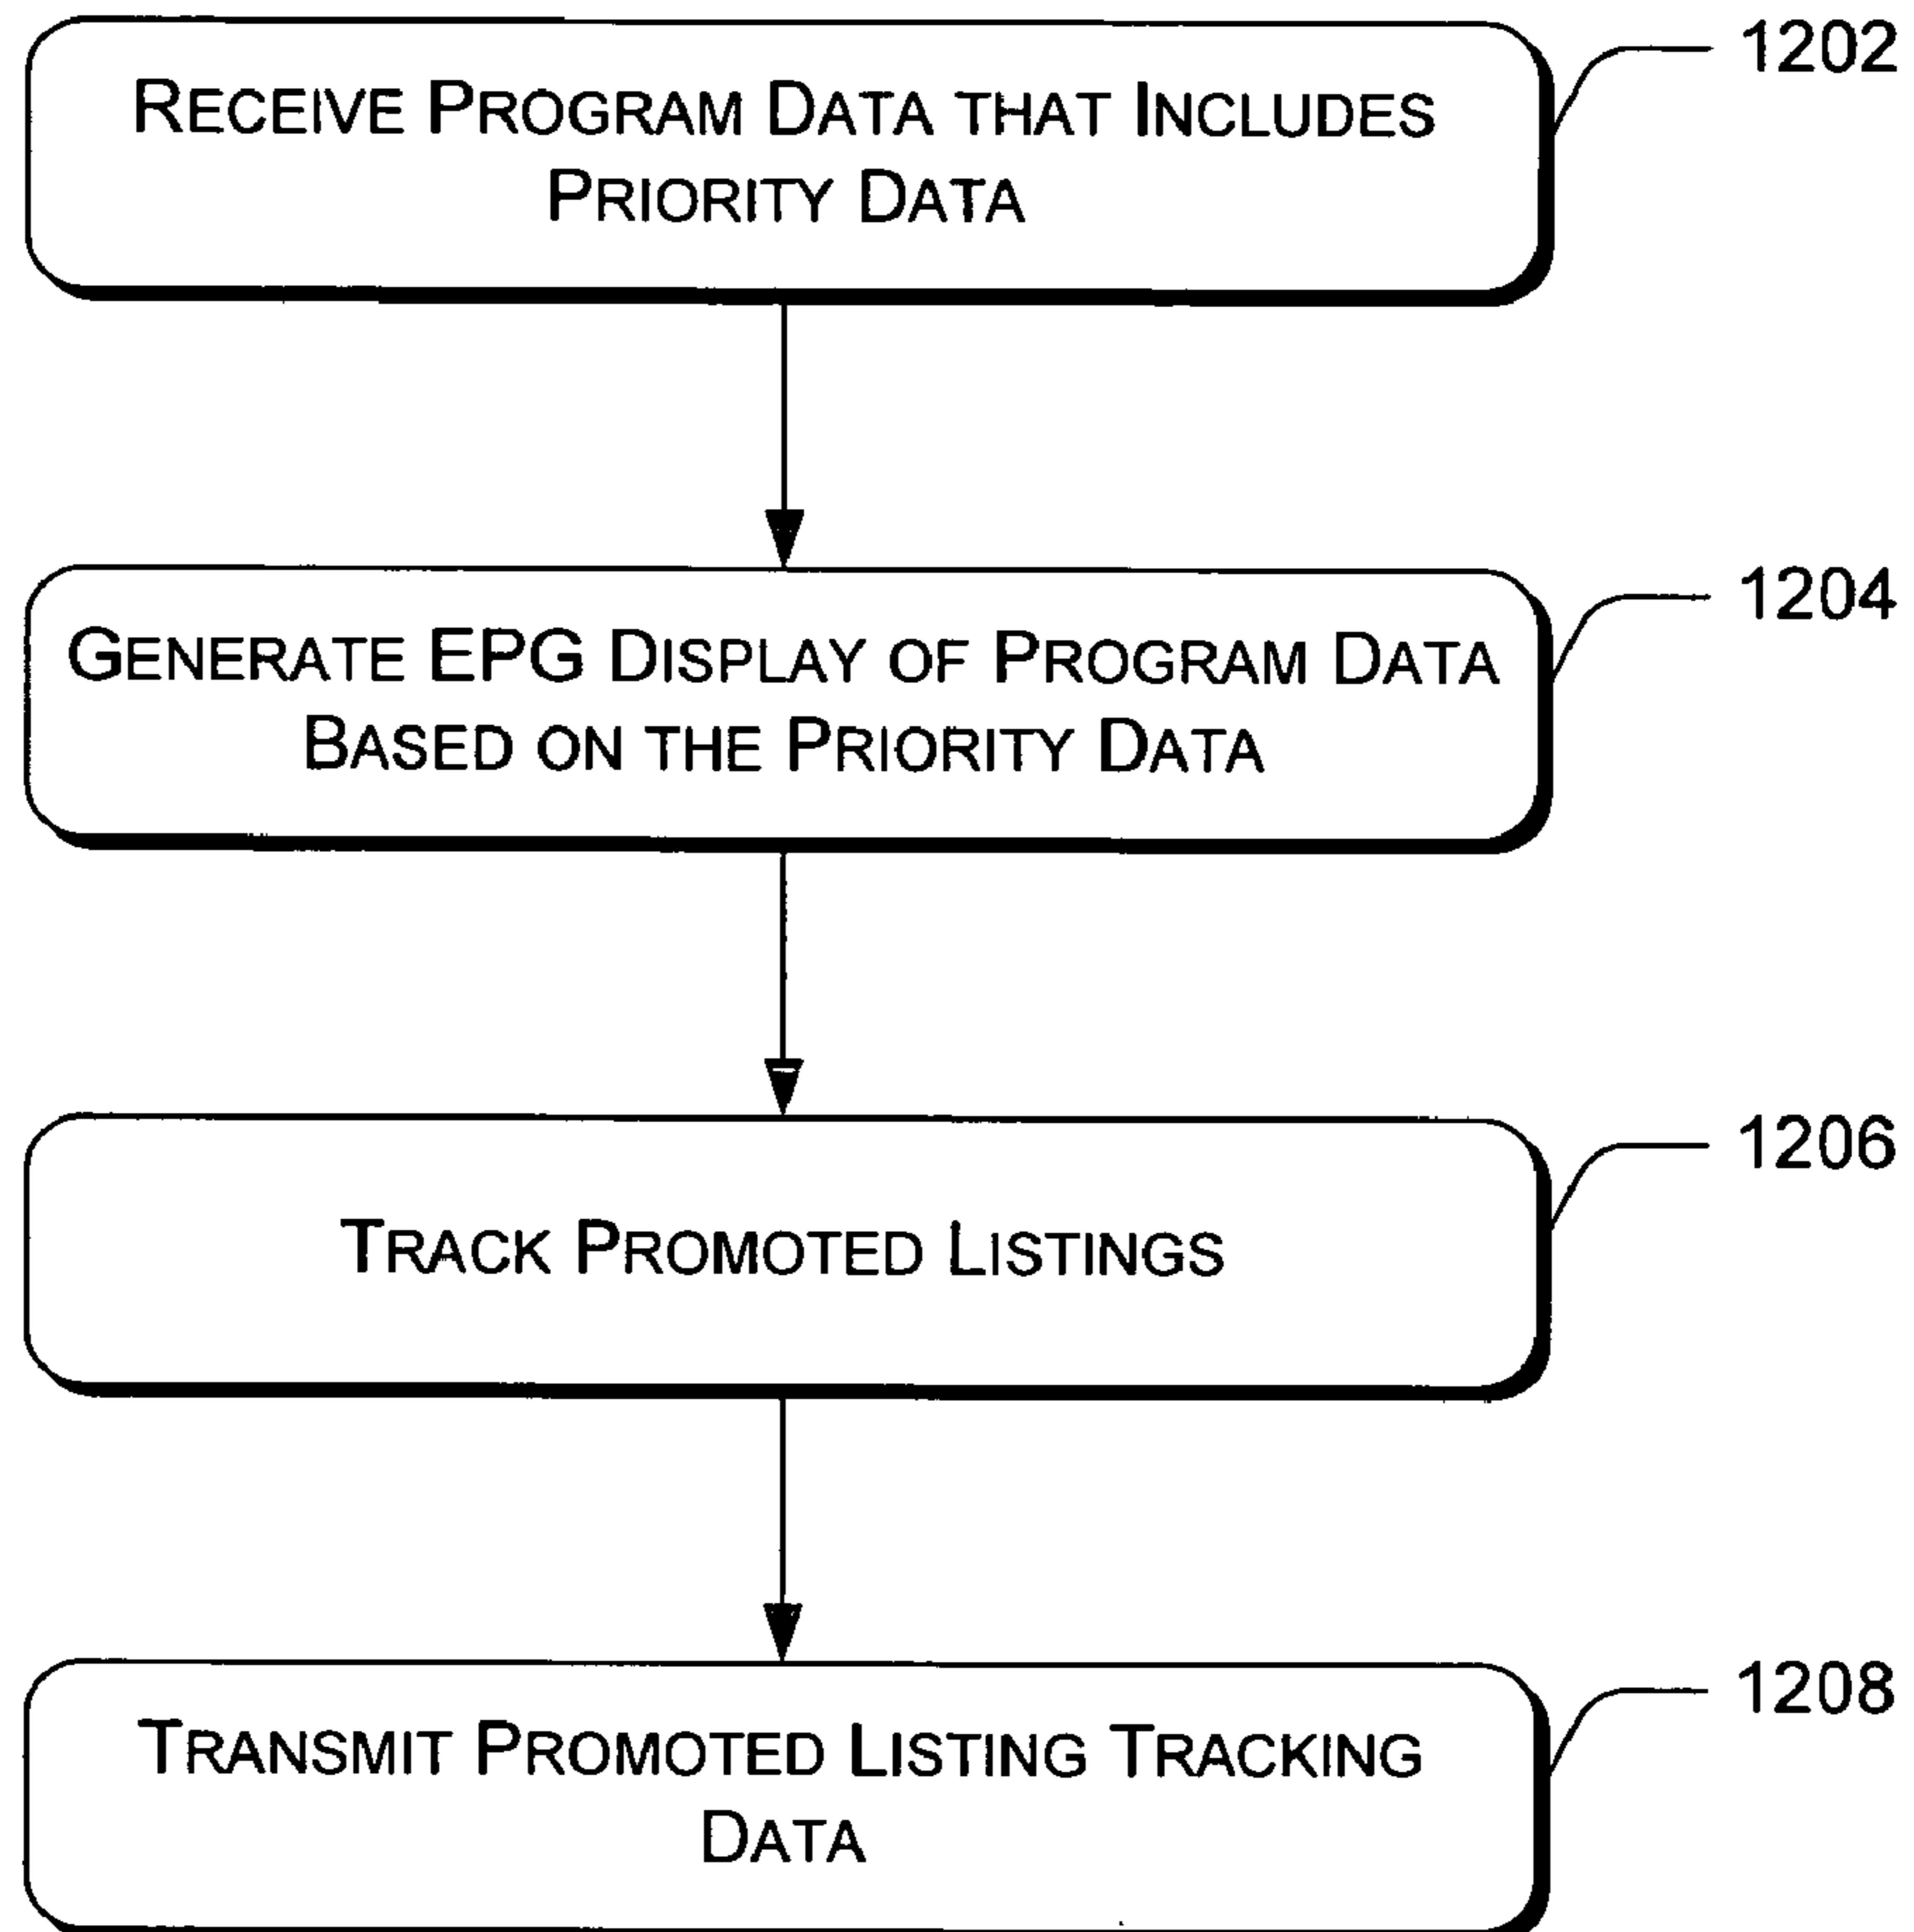 RECEIVE PROGRAM DATA THAT INCLUDES
PRIORITY DATA
1202
GENERATE EPG DISPLAY OF PROGRAM DATA
BASED ON THE PRIORITY DATA
1204
TRACK PROMOTED LISTINGS
1206
TRANSMIT PROMOTED LISTING TRACKING
DATA
1208